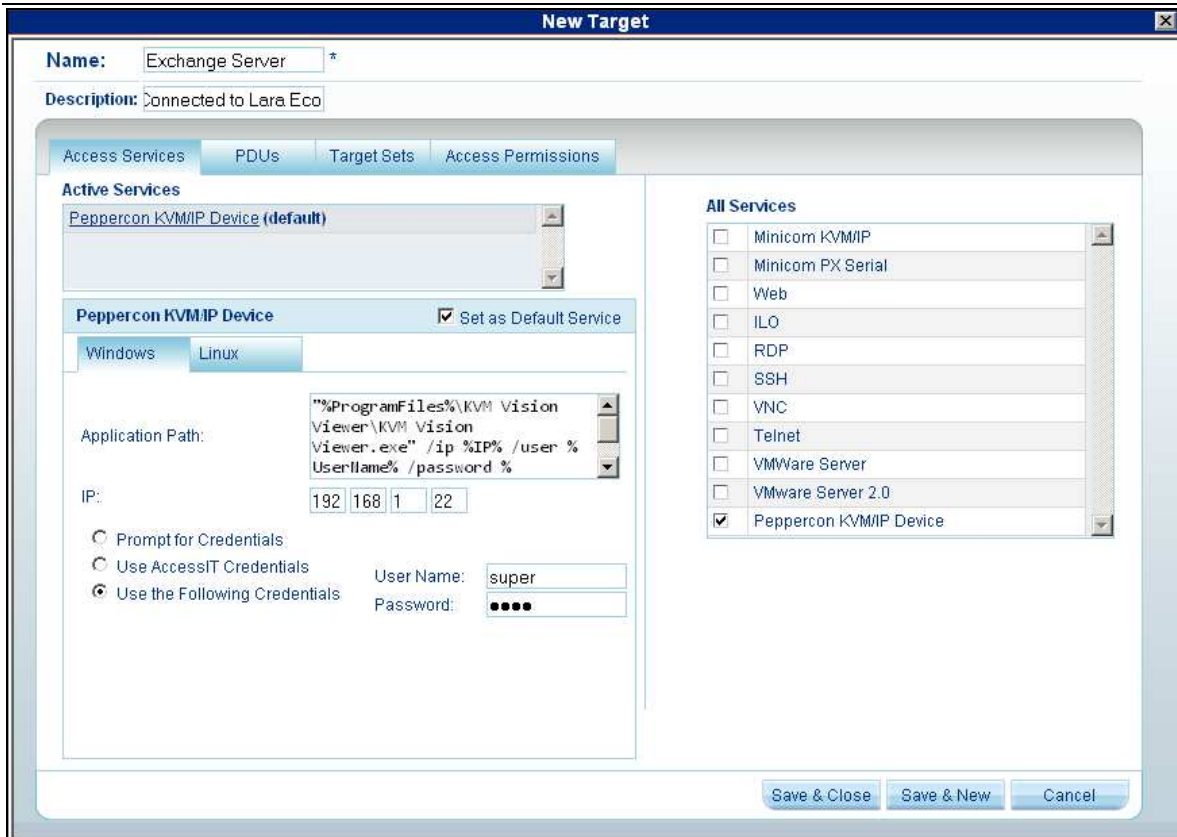 New Target
Name: Exchange Server *
Description: Connected to Lara Eco
Access Services PDUs Target Sets Access Permissions
Active Services
Peppercon KVM/IP Device (default)
Peppercon KVM/IP Device Set as Default Service
Windows Linux
Application Path:
"%ProgramFiles%\KVM Vision
Viewer\KVM Vision
Viewer.exe" /ip %IP% /user %
UserName% /password %
IP: 192 168 1 22
Prompt for Credentials
Use AccessIT Credentials
Use the Following Credentials
User Name: super
Password: ••••
All Services
Minicom KVM/IP
Minicom PX Serial
Web
ILO
RDP
SSH
VNC
Telnet
VMWare Server
VMware Server 2.0
Peppercon KVM/IP Device
Save & Close Save & New Cancel